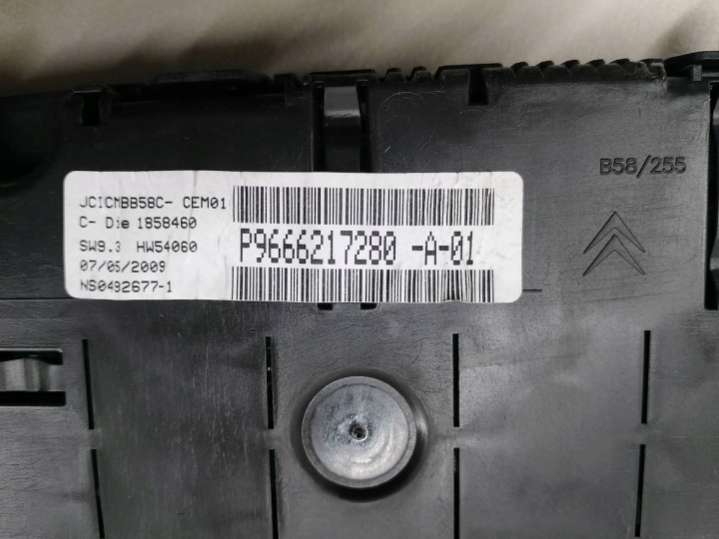 B58/255
JCICMBB58C- CEM01
C- Die 1858460
SW9.3 HW54060
07/05/2009
NS0492677-1
P9666217280 -A-01